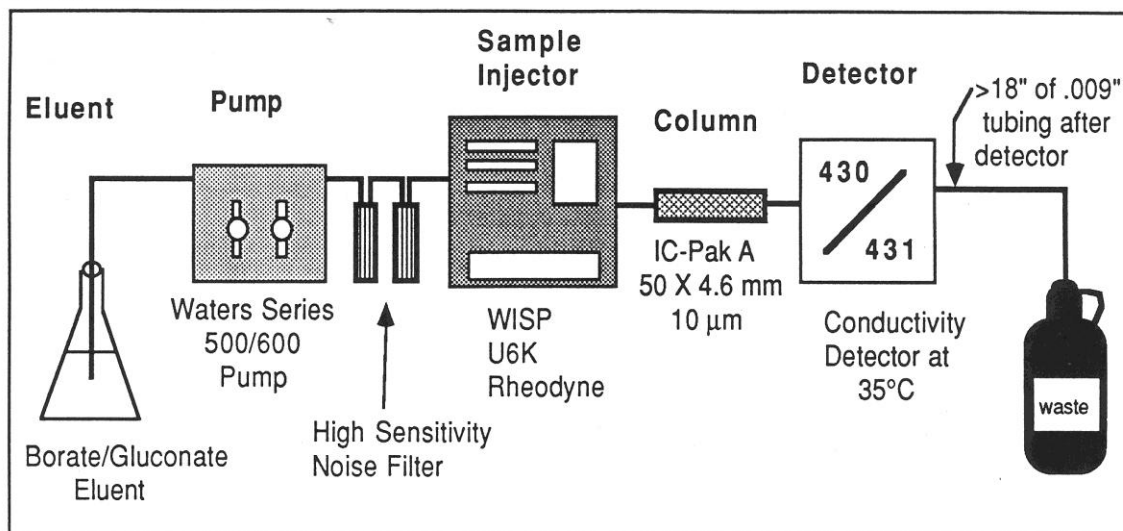 Eluent
Pump
Sample
Injector
Column
Detector
>18" of .009"
tubing after
detector
430
431
Waters Series
500/600
Pump
WISP
U6K
Rheodyne
IC-Pak A
50 X 4.6 mm
10 µm
Conductivity
Detector at
35°C
waste
High Sensitivity
Noise Filter
Borate/Gluconate
Eluent